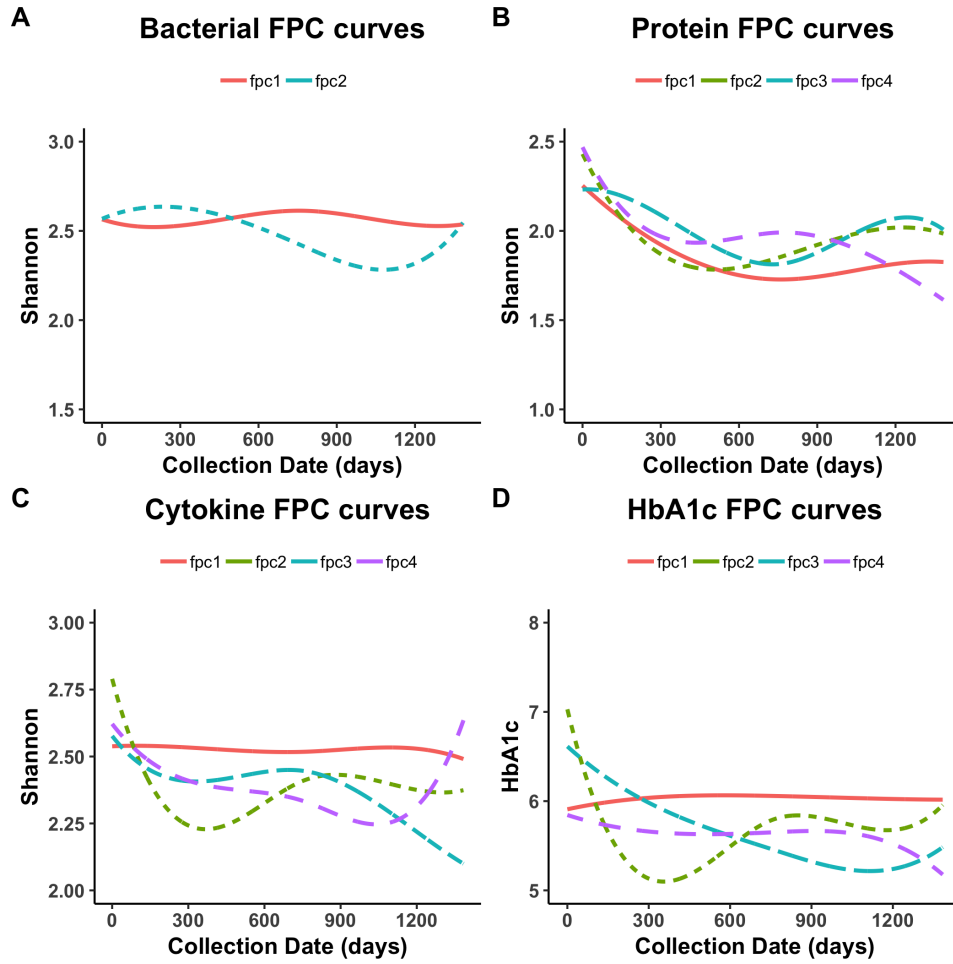 A
Bacterial FPC curves
fpc1 fpc2
3.0
2.5
2.0
1.5
Shannon
0 300 600 900 1200
Collection Date (days)
B
Protein FPC curves
fpc1 fpc2 fpc3 fpc4
2.5
2.0
1.5
1.0
Shannon
0 300 600 900 1200
Collection Date (days)
C
Cytokine FPC curves
fpc1 fpc2 fpc3 fpc4
3.00
2.75
2.50
2.25
2.00
Shannon
0 300 600 900 1200
Collection Date (days)
D
HbA1c FPC curves
fpc1 fpc2 fpc3 fpc4
8
7
6
5
HbA1c
0 300 600 900 1200
Collection Date (days)